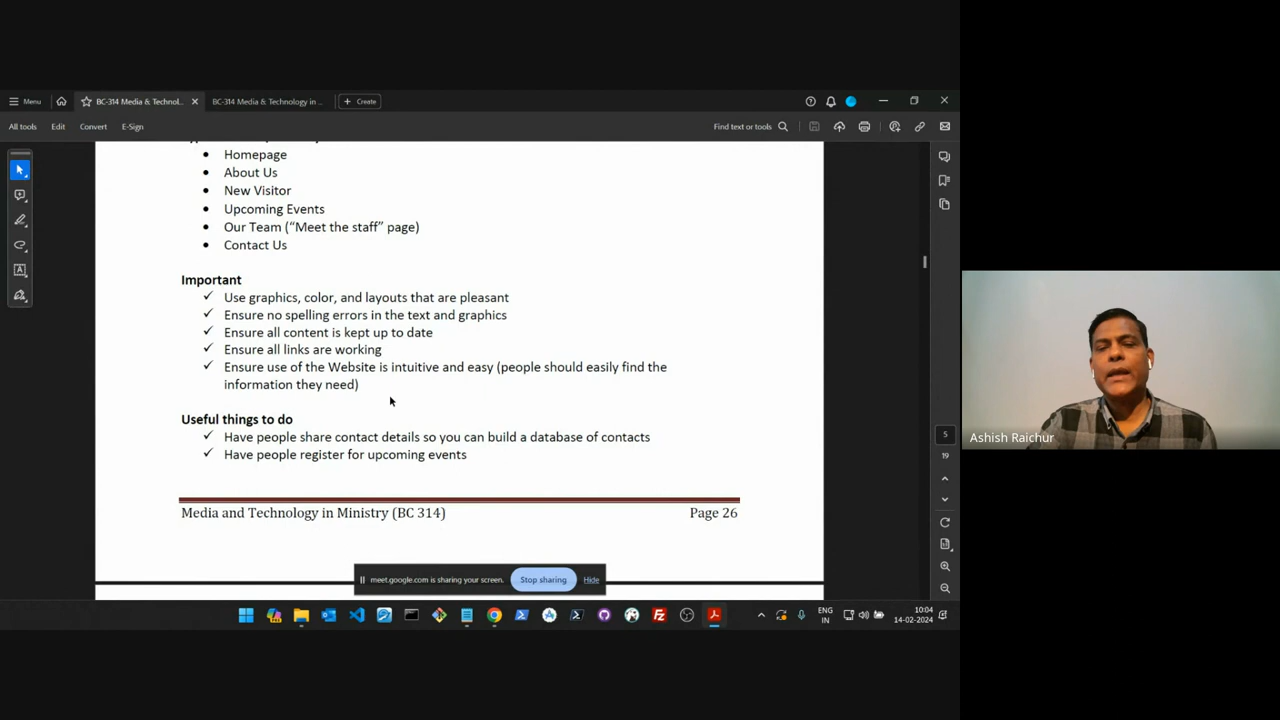 Menu
BC-314 Media & Technol...
BC-314 Media & Technology in ...
Create
All tools
Edit
Convert
E-Sign
Find text or tools
• Homepage
• About Us
• New Visitor
• Upcoming Events
• Our Team (“Meet the staff” page)
• Contact Us
Important
✓ Use graphics, color, and layouts that are pleasant
✓ Ensure no spelling errors in the text and graphics
✓ Ensure all content is kept up to date
✓ Ensure all links are working
✓ Ensure use of the Website is intuitive and easy (people should easily find the
information they need)
Useful things to do
✓ Have people share contact details so you can build a database of contacts
✓ Have people register for upcoming events
Media and Technology in Ministry (BC 314)
Page 26
5
19
Ashish Raichur
meet.google.com is sharing your screen.
Stop sharing
Hide
ENG
IN
10:04
14-02-2024